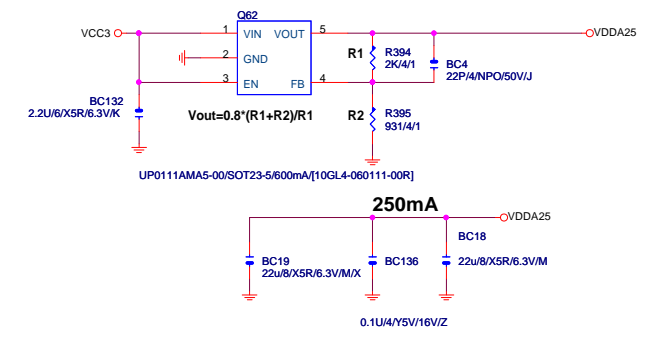 Q62
VCC3
1
VIN
VOUT
5
VDDA25
2
GND
R1
R394
2K/4/1
BC4
22P/4/NPO/50V/J
3
EN
FB
4
BC132
2.2U/6/X5R/6.3V/K
Vout=0.8*(R1+R2)/R1
R2
R395
931/4/1
UP0111AMA5-00/SOT23-5/600mA/[10GL4-060111-00R]
250mA
VDDA25
BC18
BC19
22u/8/X5R/6.3V/M/X
BC136
22u/8/X5R/6.3V/M
0.1U/4/Y5V/16V/Z